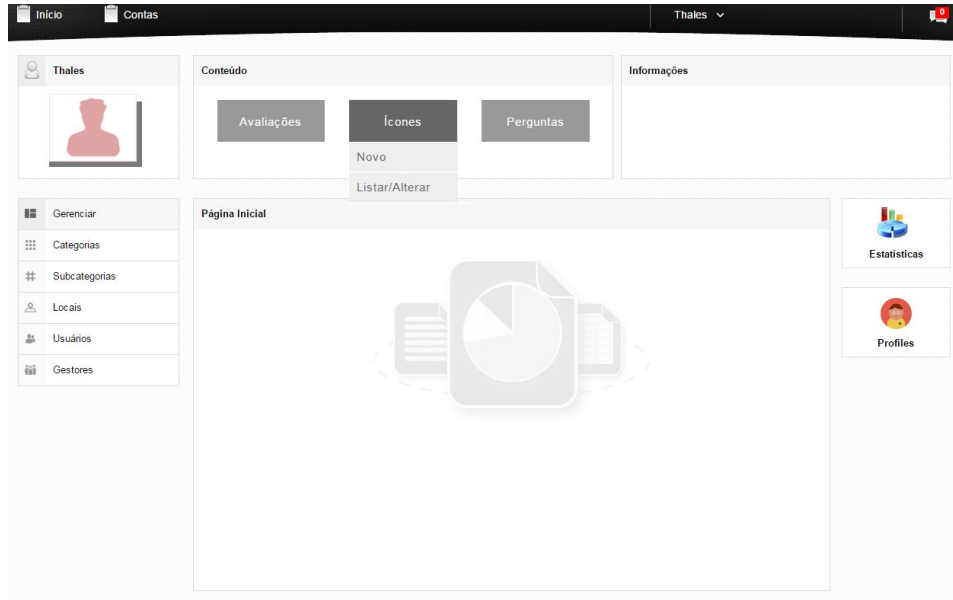 Início
Contas
Thales
0
Thales
Conteúdo
Informações
Avaliações
Ícones
Perguntas
Novo
Listar/Alterar
Gerenciar
Categorias
Subcategorias
Locais
Usuários
Gestores
Página Inicial
Estatísticas
Profiles